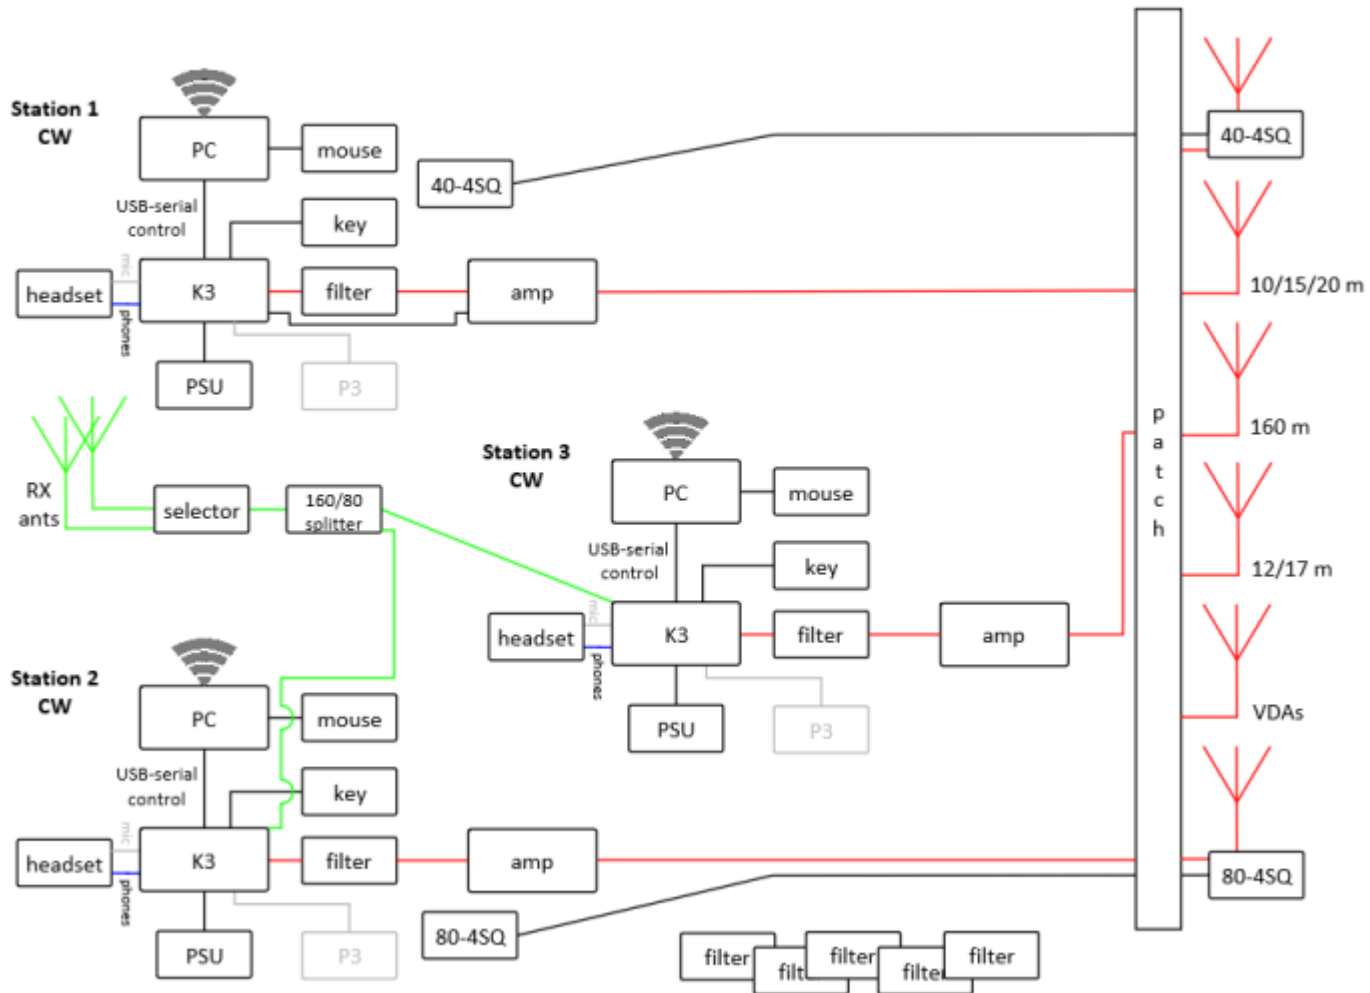 Station 1
CW
PC
mouse
USB-serial
control
key
40-4SQ
mic
headset
K3
filter
amp
phones
PSU
P3
40-4SQ
10/15/20 m
160 m
12/17 m
VDAs
80-4SQ
p
a
t
c
h
RX
ants
selector
160/80
splitter
Station 3
CW
PC
mouse
USB-serial
control
key
mic
headset
K3
filter
amp
phones
PSU
P3
Station 2
CW
PC
mouse
USB-serial
control
key
mic
headset
K3
filter
amp
phones
PSU
P3
80-4SQ
filter
filter
filter
filter